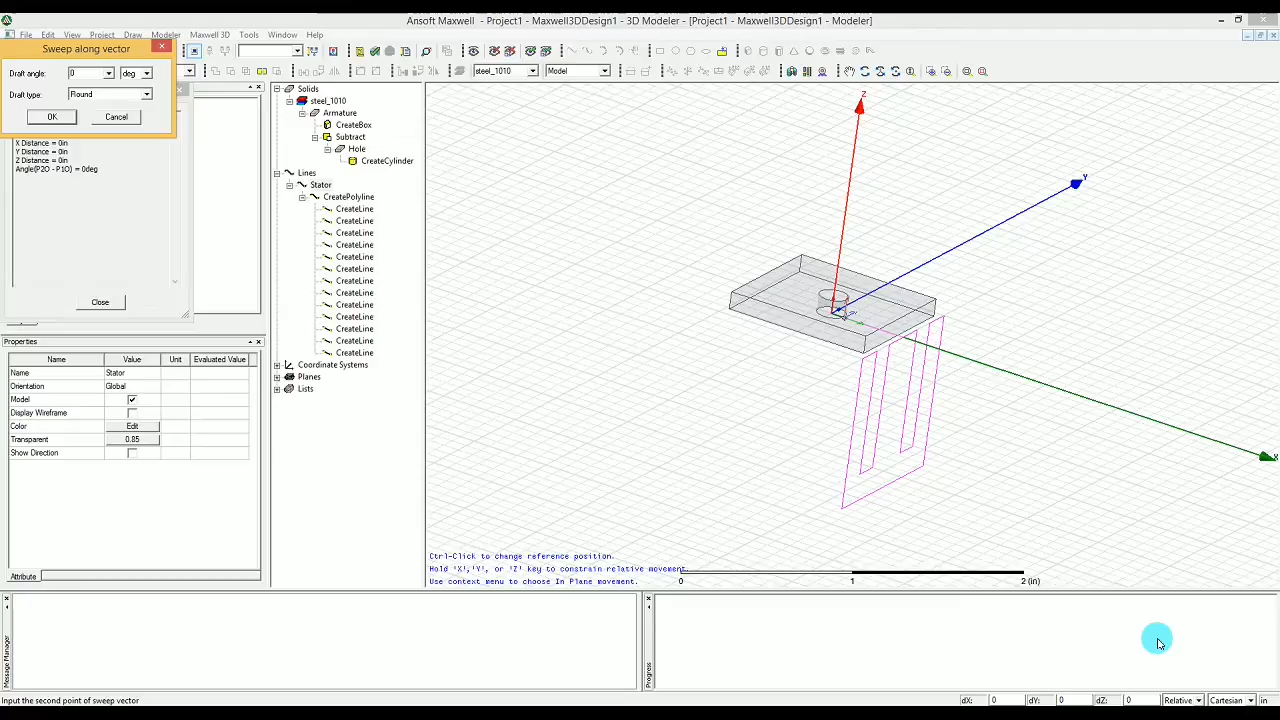 Ansoft Maxwell - Project1 - Maxwell3DDesign1 - 3D Modeler - [Project1 - Maxwell3DDesign1 - Modeler]
File Edit View Project Draw Modeler Maxwell 3D Tools Window Help
Sweep along vector
Draft angle: 0 deg
Draft type: Round
OK Cancel
X Distance = 0in
Y Distance = 0in
Z Distance = 0in
Angle(P2O - P1O) = 0deg
Close
steel_1010 Model
Properties
Name Value Unit Evaluated Value
Name Stator
Orientation Global
Model
Display Wireframe
Color Edit
Transparent 0.85
Show Direction
Attribute
Solids
steel_1010
Armature
CreateBox
Subtract
Hole
CreateCylinder
Lines
Stator
CreatePolyline
CreateLine
CreateLine
CreateLine
CreateLine
CreateLine
CreateLine
CreateLine
CreateLine
CreateLine
CreateLine
CreateLine
CreateLine
CreateLine
Coordinate Systems
Planes
Lists
Z
Y
X
Ctrl-Click to change reference position.
Hold 'X','Y', or 'Z' key to constrain relative movement.
Use context menu to choose In Plane movement.
0 1 2 (in)
Message Manager
Progress
Input the second point of sweep vector
dX: 0 dY: 0 dZ: 0 Relative Cartesian in